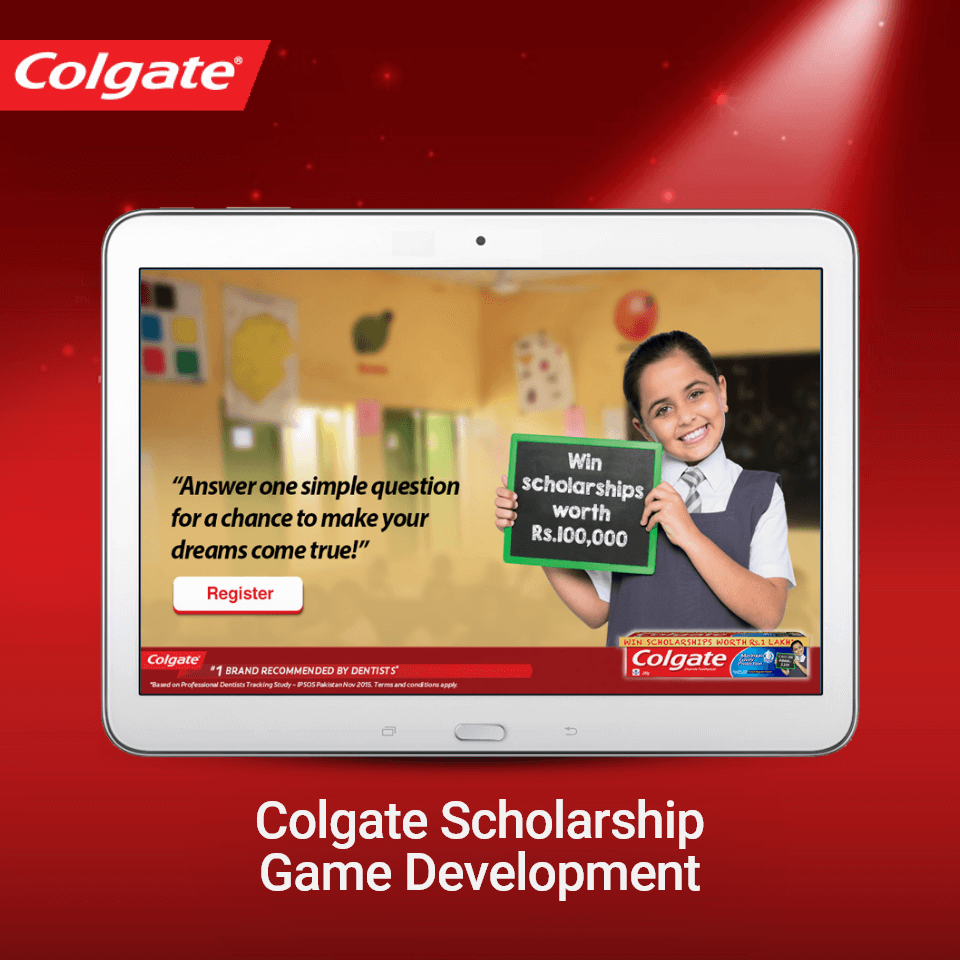 Colgate®
Win
scholarships
worth
Rs.100,000
“Answer one simple question
for a chance to make your
dreams come true!”
Register
WIN SCHOLARSHIPS WORTH Rs.1 LAKH
Colgate
Colgate
#1 BRAND RECOMMENDED BY DENTISTS*
*Based on Professional Dentists Tracking Study – IPSOS Pakistan Nov 2015. Terms and conditions apply.
Colgate Scholarship
Game Development